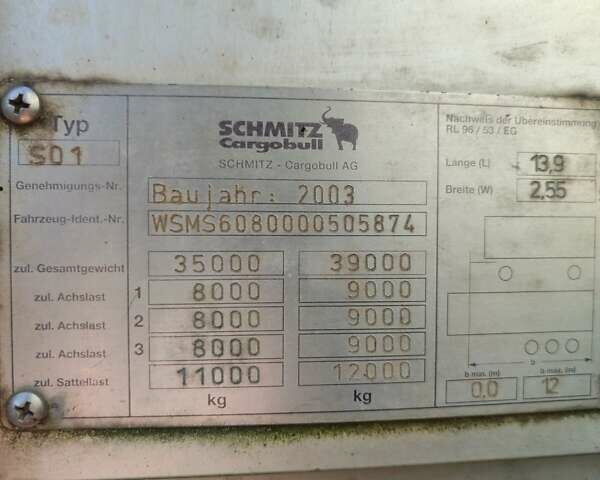 Typ
S01
SCHMITZ
Cargobull
SCHMITZ - Cargobull AG
Nachweis der Übereinstimmung
RL 96 / 53 / EG
Länge (L) 13,9
Breite (W) 2,55
Genehmigungs-Nr. Baujahr: 2003
Fahrzeug-Ident.-Nr. WSMS6080000505874
zul. Gesamtgewicht 35000 39000
zul. Achslast 1 8000 9000
zul. Achslast 2 8000 9000
zul. Achslast 3 8000 9000
zul. Sattellast 11000 12000
kg kg
b
b-max. (m) b-max. (m)
0.0 12